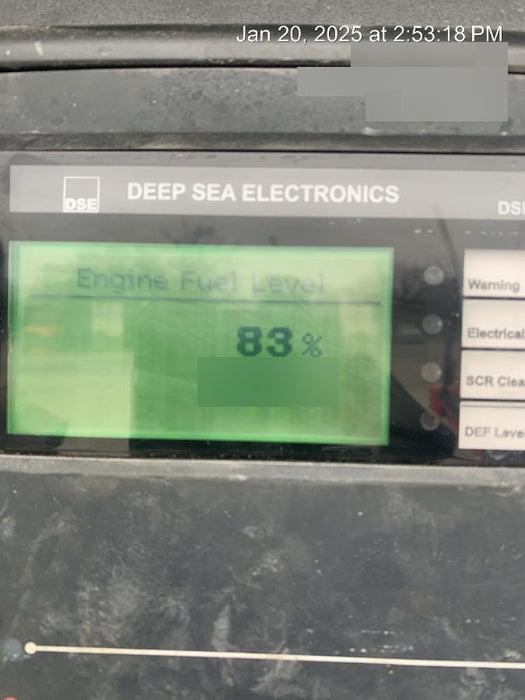 Jan 20, 2025 at 2:53:18 PM
DSE
DEEP SEA ELECTRONICS
DSE
Engine Fuel Level
83 %
Warning
Electrical
SCR Clea
DEF Leve